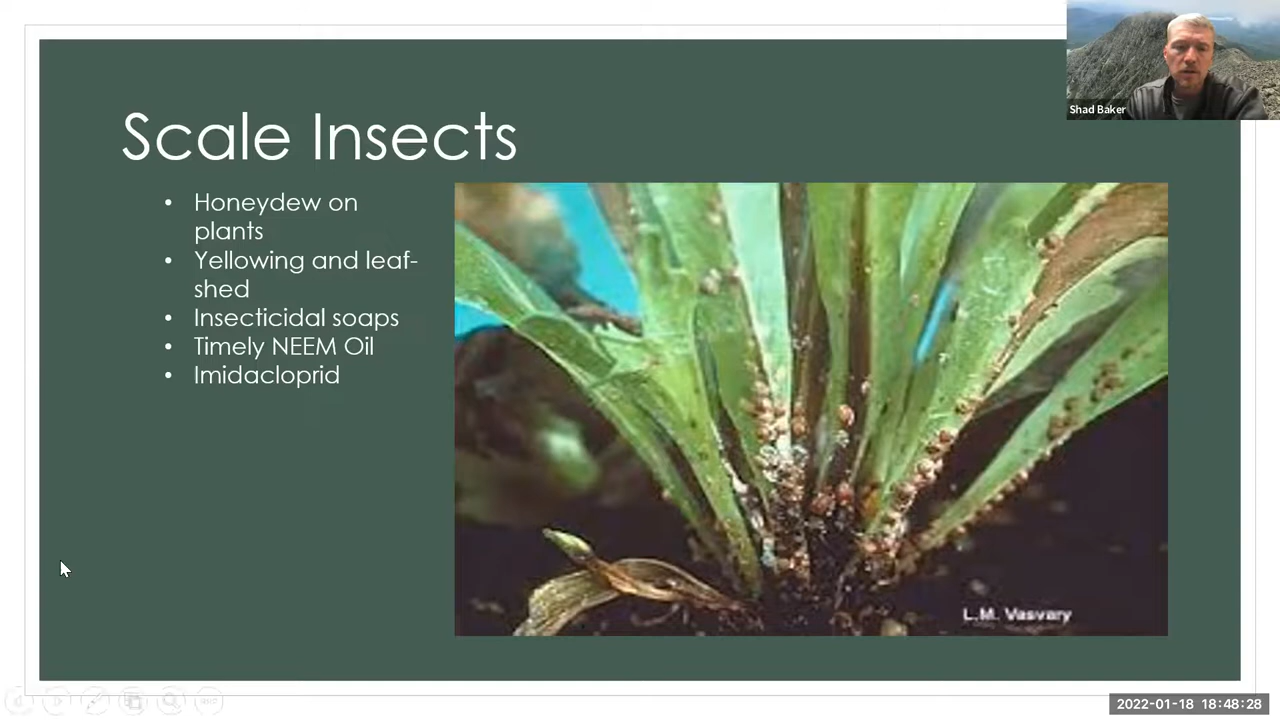 Shad Baker
Scale Insects
• Honeydew on
plants
• Yellowing and leaf-
shed
• Insecticidal soaps
• Timely NEEM Oil
• Imidacloprid
L.M. Vasvary
2022-01-18 18:48:28